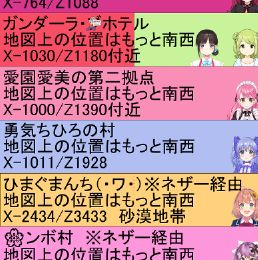 X-764/Z1088
ガンダーラ・🎏ホテル
地図上の位置はもっと南西
X-1030/Z1180付近
愛園愛美の第二拠点
地図上の位置はもっと南西
X-1000/Z1390付近
勇気ちひろの村
地図上の位置はもっと南西
X-1011/Z1928
ひまぐまんち(・ワ・)※ネザー経由
地図上の位置はもっと南西
X-2434/Z3433 砂漠地帯
ンボ村 ※ネザー経由
地図上の位置はもっと南西